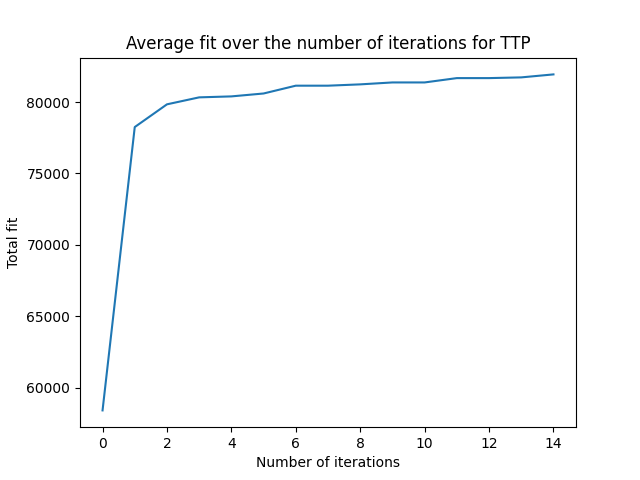 Average fit over the number of iterations for TTP
80000
75000
70000
65000
60000
Total fit
0 2 4 6 8 10 12 14
Number of iterations